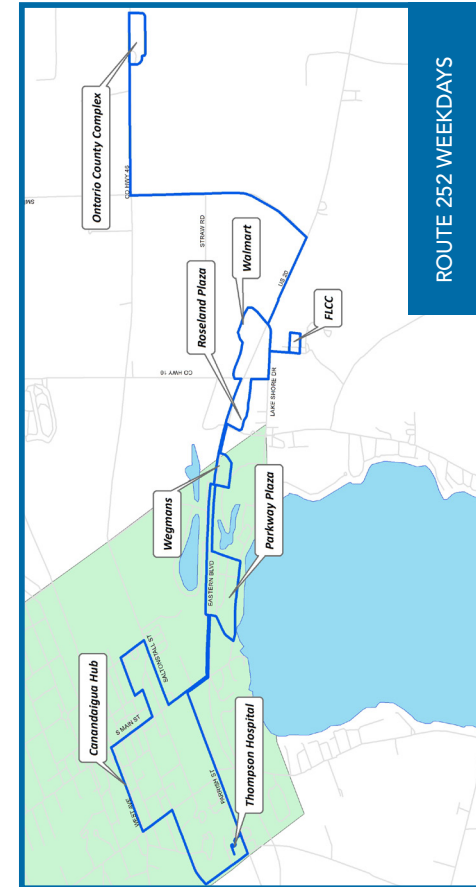 ROUTE 252 WEEKDAYS
Ontario County Complex
CO HWY 46
STRAW RD
Walmart
Roseland Plaza
US 20
FLCC
CO HWY 10
LAKE SHORE DR
Wegmans
Parkway Plaza
EASTERN BLVD
SALTONSTALL ST
Canandaigua Hub
S MAIN ST
WEST AVE
PARRISH ST
Thompson Hospital